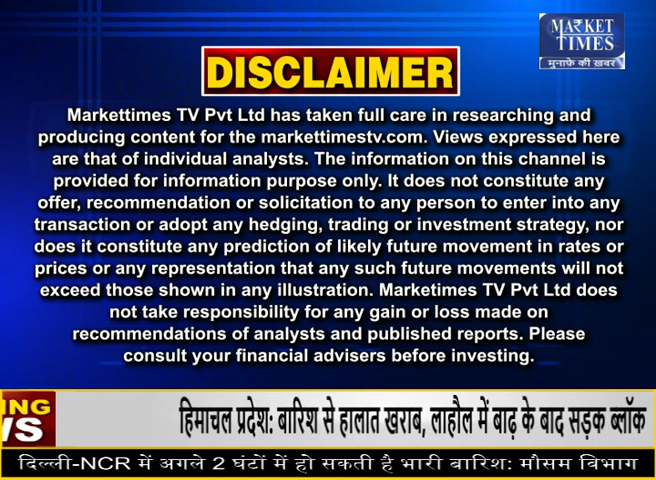 MARKET
TIMES
मुनाफे की ख़बर
DISCLAIMER
Markettimes TV Pvt Ltd has taken full care in researching and
producing content for the markettimestv.com. Views expressed here
are that of individual analysts. The information on this channel is
provided for information purpose only. It does not constitute any
offer, recommendation or solicitation to any person to enter into any
transaction or adopt any hedging, trading or investment strategy, nor
does it constitute any prediction of likely future movement in rates or
prices or any representation that any such future movements will not
exceed those shown in any illustration. Marketimes TV Pvt Ltd does
not take responsibility for any gain or loss made on
recommendations of analysts and published reports. Please
consult your financial advisers before investing.
ING
WS
हिमाचल प्रदेश: बारिश से हालात खराब, लाहौल में बाढ़ के बाद सड़क ब्लॉक
दिल्ली-NCR में अगले 2 घंटों में हो सकती है भारी बारिश: मौसम विभाग